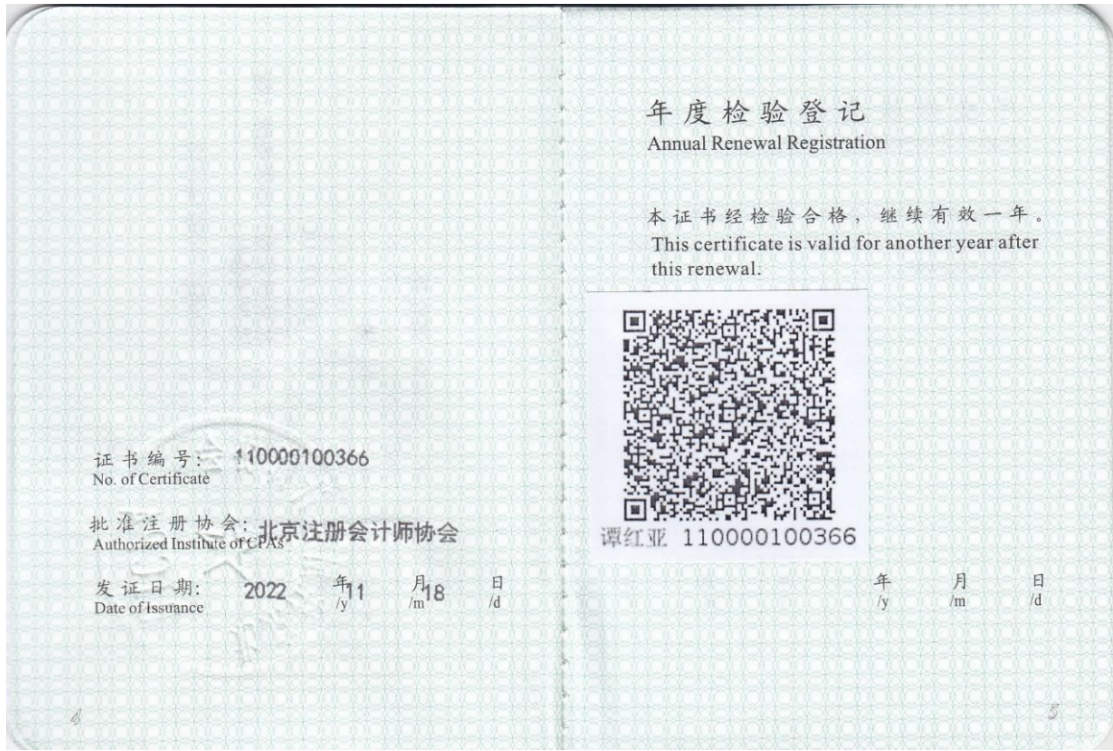 证书编号: 110000100366
No. of Certificate
批准注册协会: 北京注册会计师协会
Authorized Institute of CPAs
发证日期: 2022 年 11 月 18 日
Date of Issuance /y /m /d
4
年度检验登记
Annual Renewal Registration
本证书经检验合格，继续有效一年。
This certificate is valid for another year after
this renewal.
谭红亚 110000100366
年 月 日
/y /m /d
5